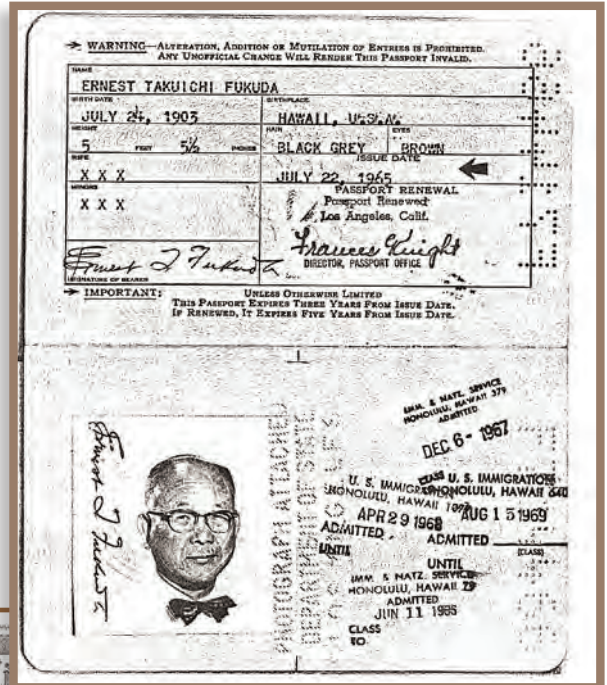 WARNING—ALTERATION, ADDITION OR MUTILATION OF ENTRIES IS PROHIBITED.
ANY UNOFFICIAL CHANGE WILL RENDER THIS PASSPORT INVALID.
NAME
ERNEST TAKUICHI FUKUDA
BIRTH DATE BIRTHPLACE
JULY 24, 1903 HAWAII, U.S.A.
HEIGHT HAIR EYES
5 FEET 5½ INCHES BLACK GREY BROWN
WIFE ISSUE DATE
X X X JULY 22, 1965
MINORS PASSPORT RENEWAL
X X X Passport Renewed
Los Angeles, Calif.
Ernest T Fukuda Frances Knight
SIGNATURE OF BEARER DIRECTOR, PASSPORT OFFICE
IMPORTANT: UNLESS OTHERWISE LIMITED
THIS PASSPORT EXPIRES THREE YEARS FROM ISSUE DATE.
IF RENEWED, IT EXPIRES FIVE YEARS FROM ISSUE DATE.
Ernest T Fukuda
PHOTOGRAPH ATTACHED
DEPARTMENT OF STATE
IMM. & NATZ. SERVICE
HONOLULU, HAWAII 379
ADMITTED
DEC 6- 1967
U. S. IMMIGRATION
HONOLULU, HAWAII
APR 29 1968
ADMITTED
UNTIL
CLASS U. S. IMMIGRATION
HONOLULU, HAWAII
AUG 15 1969
ADMITTED
(CLASS)
UNTIL
IMM. & NATZ. SERVICE
HONOLULU, HAWAII 79
ADMITTED
JUN 11
CLASS
TO